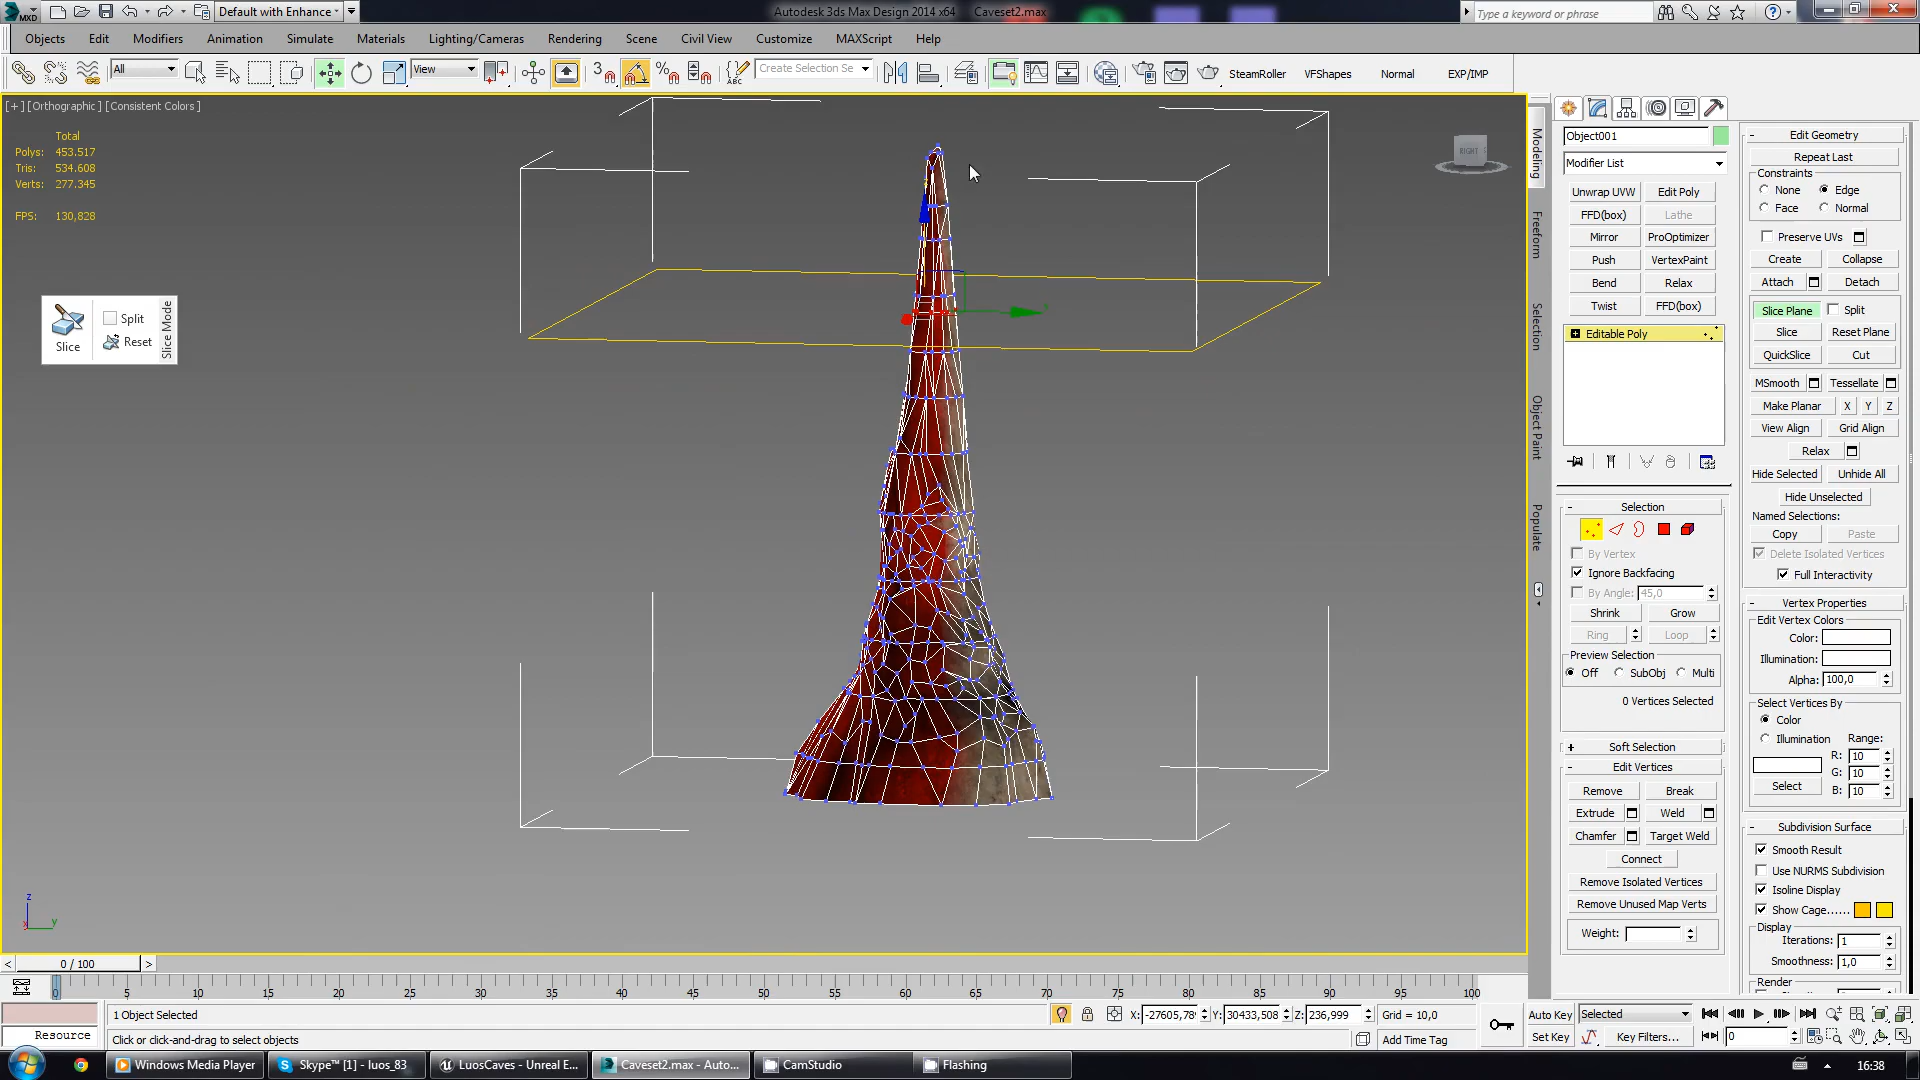 MXD
Default with Enhance
Autodesk 3ds Max Design 2014 x64 Caveset2.max
Type a keyword or phrase
Objects Edit Modifiers Animation Simulate Materials Lighting/Cameras Rendering Scene Civil View Customize MAXScript Help
All
View
3
ABC
Create Selection Se
SteamRoller VFShapes Normal EXP/IMP
[ + ] [Orthographic ] [Consistent Colors ]
Total
Polys: 453.517
Tris: 534.608
Verts: 277.345
FPS: 130,828
Split
Slice
Reset
Slice Mode
RIGHT
Modeling
Freeform
Selection
Object Paint
Populate
Object001
Modifier List
Unwrap UVW Edit Poly
FFD(box) Lathe
Mirror ProOptimizer
Push VertexPaint
Bend Relax
Twist FFD(box)
Editable Poly
- Selection
By Vertex
Ignore Backfacing
By Angle: 45,0
Shrink Grow
Ring Loop
Preview Selection
Off SubObj Multi
0 Vertices Selected
+ Soft Selection
- Edit Vertices
Remove Break
Extrude Weld
Chamfer Target Weld
Connect
Remove Isolated Vertices
Remove Unused Map Verts
Weight:
- Edit Geometry
Repeat Last
Constraints
None Edge
Face Normal
Preserve UVs
Create Collapse
Attach Detach
Slice Plane Split
Slice Reset Plane
QuickSlice Cut
MSmooth Tessellate
Make Planar X Y Z
View Align Grid Align
Relax
Hide Selected Unhide All
Hide Unselected
Named Selections:
Copy Paste
Delete Isolated Vertices
Full Interactivity
- Vertex Properties
Edit Vertex Colors
Color:
Illumination:
Alpha: 100,0
Select Vertices By
Color
Illumination Range:
R: 10
G: 10
Select B: 10
- Subdivision Surface
Smooth Result
Use NURMS Subdivision
Isoline Display
Show Cage......
Display
Iterations: 1
Smoothness: 1,0
Render
z
x y
< 0 / 100 >
0 5 10 15 20 25 30 35 40 45 50 55 60 65 70 75 80 85 90 95 100
1 Object Selected
X: -27605,789 Y: 30433,508 Z: 236,999 Grid = 10,0
Auto Key Selected
Resource
Click or click-and-drag to select objects
Add Time Tag
Set Key Key Filters... 0
Windows Media Player Skype™ [1] - luos_83 LuosCaves - Unreal E... Caveset2.max - Auto... CamStudio Flashing 16:38